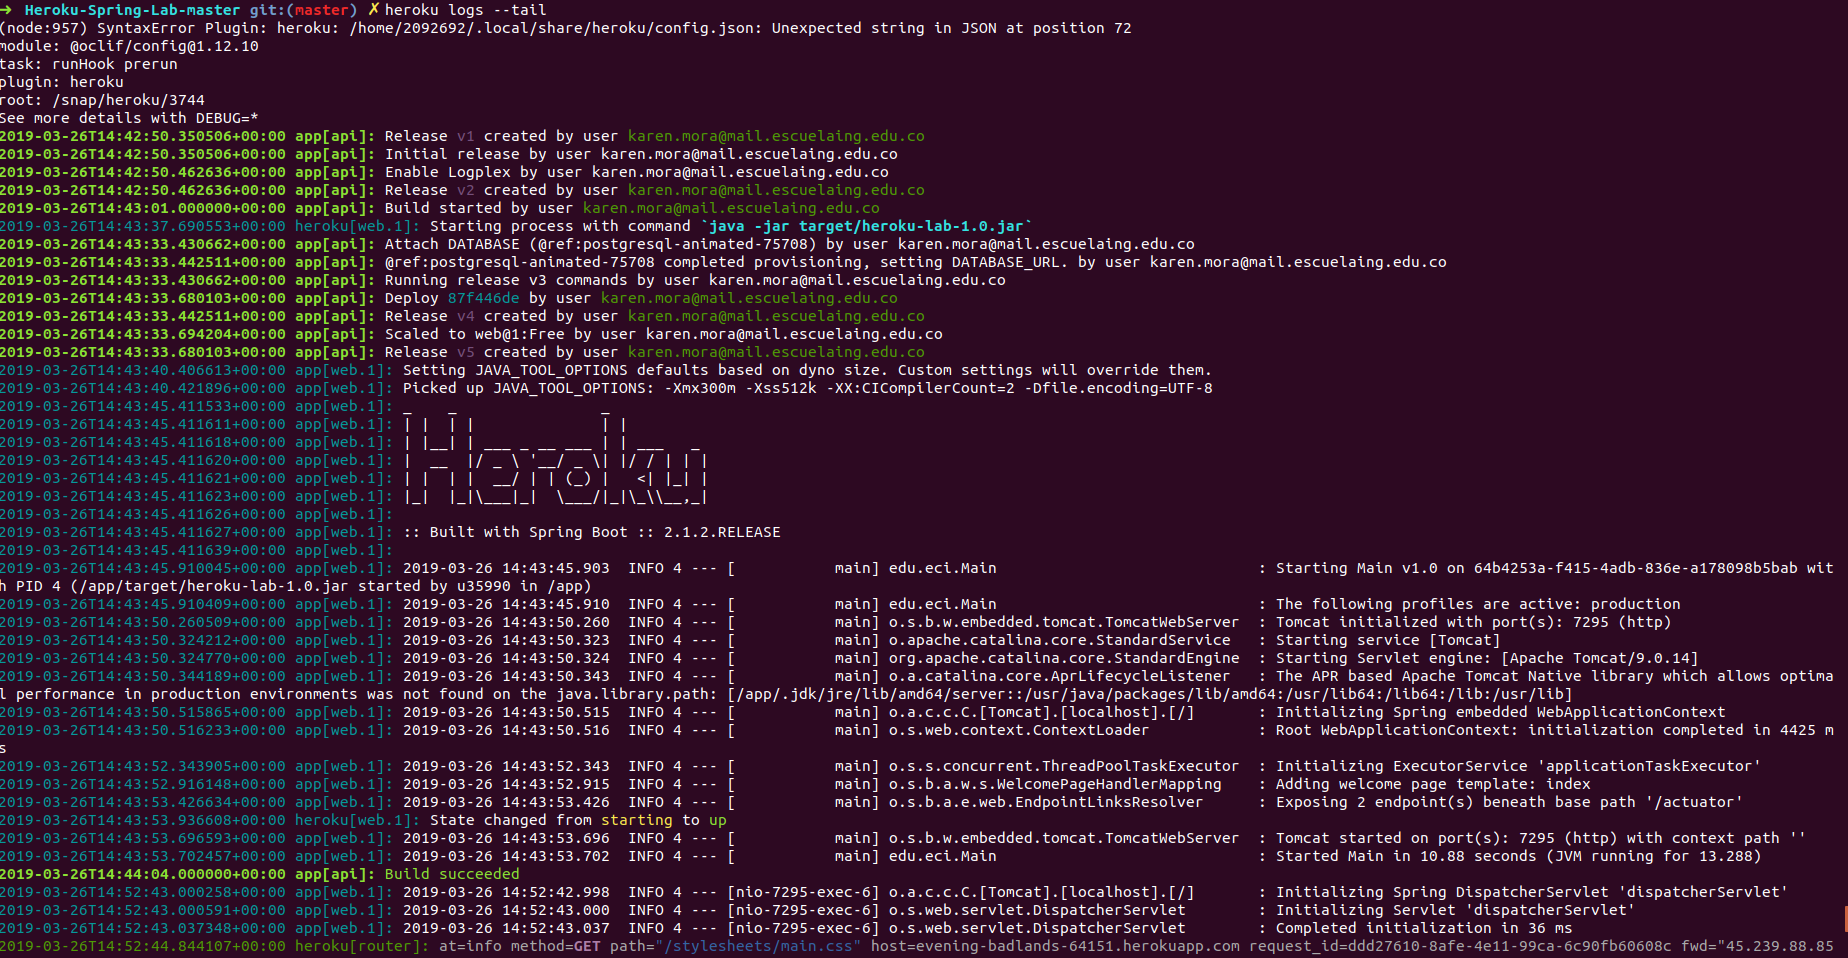 ➜  Heroku-Spring-Lab-master git:(master) ✗ heroku logs --tail
(node:957) SyntaxError Plugin: heroku: /home/2092692/.local/share/heroku/config.json: Unexpected string in JSON at position 72
module: @oclif/config@1.12.10
task: runHook prerun
plugin: heroku
root: /snap/heroku/3744
See more details with DEBUG=*
2019-03-26T14:42:50.350506+00:00 app[api]: Release v1 created by user karen.mora@mail.escuelaing.edu.co
2019-03-26T14:42:50.350506+00:00 app[api]: Initial release by user karen.mora@mail.escuelaing.edu.co
2019-03-26T14:42:50.462636+00:00 app[api]: Enable Logplex by user karen.mora@mail.escuelaing.edu.co
2019-03-26T14:42:50.462636+00:00 app[api]: Release v2 created by user karen.mora@mail.escuelaing.edu.co
2019-03-26T14:43:01.000000+00:00 app[api]: Build started by user karen.mora@mail.escuelaing.edu.co
2019-03-26T14:43:37.690553+00:00 heroku[web.1]: Starting process with command `java -jar target/heroku-lab-1.0.jar`
2019-03-26T14:43:33.430662+00:00 app[api]: Attach DATABASE (@ref:postgresql-animated-75708) by user karen.mora@mail.escuelaing.edu.co
2019-03-26T14:43:33.442511+00:00 app[api]: @ref:postgresql-animated-75708 completed provisioning, setting DATABASE_URL. by user karen.mora@mail.escuelaing.edu.co
2019-03-26T14:43:33.430662+00:00 app[api]: Running release v3 commands by user karen.mora@mail.escuelaing.edu.co
2019-03-26T14:43:33.680103+00:00 app[api]: Deploy 87f446de by user karen.mora@mail.escuelaing.edu.co
2019-03-26T14:43:33.442511+00:00 app[api]: Release v4 created by user karen.mora@mail.escuelaing.edu.co
2019-03-26T14:43:33.694204+00:00 app[api]: Scaled to web@1:Free by user karen.mora@mail.escuelaing.edu.co
2019-03-26T14:43:33.680103+00:00 app[api]: Release v5 created by user karen.mora@mail.escuelaing.edu.co
2019-03-26T14:43:40.406613+00:00 app[web.1]: Setting JAVA_TOOL_OPTIONS defaults based on dyno size. Custom settings will override them.
2019-03-26T14:43:40.421896+00:00 app[web.1]: Picked up JAVA_TOOL_OPTIONS: -Xmx300m -Xss512k -XX:CICompilerCount=2 -Dfile.encoding=UTF-8
2019-03-26T14:43:45.411533+00:00 app[web.1]: _    _                _
2019-03-26T14:43:45.411611+00:00 app[web.1]: | |  | |              | |
2019-03-26T14:43:45.411618+00:00 app[web.1]: | |__| | ___ _ __ ___ | | ___   _
2019-03-26T14:43:45.411620+00:00 app[web.1]: |  __  |/ _ \ '__/ _ \| |/ / | | |
2019-03-26T14:43:45.411621+00:00 app[web.1]: | |  | |  __/ | | (_) |   <| |_| |
2019-03-26T14:43:45.411623+00:00 app[web.1]: |_|  |_|\___|_|  \___/|_|\_\\__,_|
2019-03-26T14:43:45.411626+00:00 app[web.1]:
2019-03-26T14:43:45.411627+00:00 app[web.1]: :: Built with Spring Boot :: 2.1.2.RELEASE
2019-03-26T14:43:45.411639+00:00 app[web.1]:
2019-03-26T14:43:45.910045+00:00 app[web.1]: 2019-03-26 14:43:45.903  INFO 4 --- [           main] edu.eci.Main                             : Starting Main v1.0 on 64b4253a-f415-4adb-836e-a178098b5bab wit
h PID 4 (/app/target/heroku-lab-1.0.jar started by u35990 in /app)
2019-03-26T14:43:45.910409+00:00 app[web.1]: 2019-03-26 14:43:45.910  INFO 4 --- [           main] edu.eci.Main                             : The following profiles are active: production
2019-03-26T14:43:50.260509+00:00 app[web.1]: 2019-03-26 14:43:50.260  INFO 4 --- [           main] o.s.b.w.embedded.tomcat.TomcatWebServer  : Tomcat initialized with port(s): 7295 (http)
2019-03-26T14:43:50.324212+00:00 app[web.1]: 2019-03-26 14:43:50.323  INFO 4 --- [           main] o.apache.catalina.core.StandardService   : Starting service [Tomcat]
2019-03-26T14:43:50.324770+00:00 app[web.1]: 2019-03-26 14:43:50.324  INFO 4 --- [           main] org.apache.catalina.core.StandardEngine  : Starting Servlet engine: [Apache Tomcat/9.0.14]
2019-03-26T14:43:50.344189+00:00 app[web.1]: 2019-03-26 14:43:50.343  INFO 4 --- [           main] o.a.catalina.core.AprLifecycleListener   : The APR based Apache Tomcat Native library which allows optima
l performance in production environments was not found on the java.library.path: [/app/.jdk/jre/lib/amd64/server::/usr/java/packages/lib/amd64:/usr/lib64:/lib64:/lib:/usr/lib]
2019-03-26T14:43:50.515865+00:00 app[web.1]: 2019-03-26 14:43:50.515  INFO 4 --- [           main] o.a.c.c.C.[Tomcat].[localhost].[/]       : Initializing Spring embedded WebApplicationContext
2019-03-26T14:43:50.516233+00:00 app[web.1]: 2019-03-26 14:43:50.516  INFO 4 --- [           main] o.s.web.context.ContextLoader            : Root WebApplicationContext: initialization completed in 4425 m
s
2019-03-26T14:43:52.343905+00:00 app[web.1]: 2019-03-26 14:43:52.343  INFO 4 --- [           main] o.s.s.concurrent.ThreadPoolTaskExecutor  : Initializing ExecutorService 'applicationTaskExecutor'
2019-03-26T14:43:52.916148+00:00 app[web.1]: 2019-03-26 14:43:52.915  INFO 4 --- [           main] o.s.b.a.w.s.WelcomePageHandlerMapping    : Adding welcome page template: index
2019-03-26T14:43:53.426634+00:00 app[web.1]: 2019-03-26 14:43:53.426  INFO 4 --- [           main] o.s.b.a.e.web.EndpointLinksResolver      : Exposing 2 endpoint(s) beneath base path '/actuator'
2019-03-26T14:43:53.936608+00:00 heroku[web.1]: State changed from starting to up
2019-03-26T14:43:53.696593+00:00 app[web.1]: 2019-03-26 14:43:53.696  INFO 4 --- [           main] o.s.b.w.embedded.tomcat.TomcatWebServer  : Tomcat started on port(s): 7295 (http) with context path ''
2019-03-26T14:43:53.702457+00:00 app[web.1]: 2019-03-26 14:43:53.702  INFO 4 --- [           main] edu.eci.Main                             : Started Main in 10.88 seconds (JVM running for 13.288)
2019-03-26T14:44:04.000000+00:00 app[api]: Build succeeded
2019-03-26T14:52:43.000258+00:00 app[web.1]: 2019-03-26 14:52:42.998  INFO 4 --- [nio-7295-exec-6] o.a.c.c.C.[Tomcat].[localhost].[/]       : Initializing Spring DispatcherServlet 'dispatcherServlet'
2019-03-26T14:52:43.000591+00:00 app[web.1]: 2019-03-26 14:52:43.000  INFO 4 --- [nio-7295-exec-6] o.s.web.servlet.DispatcherServlet        : Initializing Servlet 'dispatcherServlet'
2019-03-26T14:52:43.037348+00:00 app[web.1]: 2019-03-26 14:52:43.037  INFO 4 --- [nio-7295-exec-6] o.s.web.servlet.DispatcherServlet        : Completed initialization in 36 ms
2019-03-26T14:52:44.844107+00:00 heroku[router]: at=info method=GET path="/stylesheets/main.css" host=evening-badlands-64151.herokuapp.com request_id=ddd27610-8afe-4e11-99ca-6c90fb60608c fwd="45.239.88.85